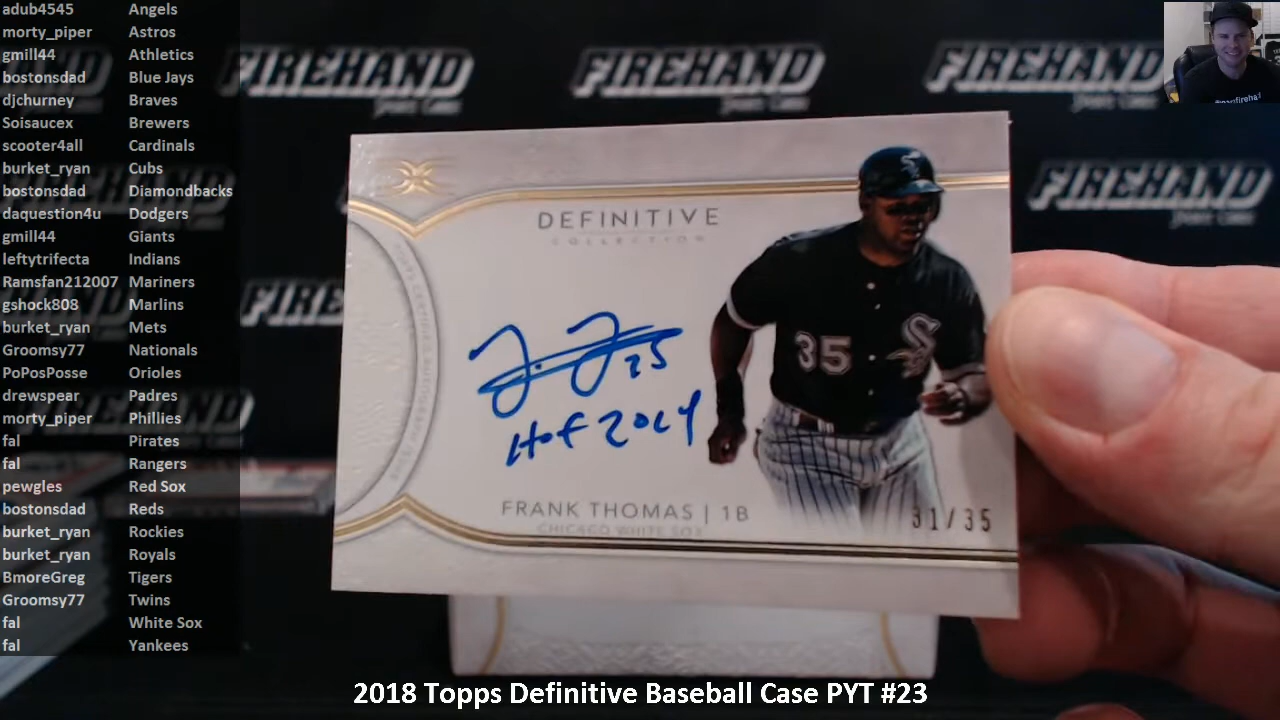 adub4545 Angels
morty_piper Astros
gmill44 Athletics
bostonsdad Blue Jays
djchurney Braves
Soisaucex Brewers
scooter4all Cardinals
burket_ryan Cubs
bostonsdad Diamondbacks
daquestion4u Dodgers
gmill44 Giants
leftytrifecta Indians
Ramsfan212007 Mariners
gshock808 Marlins
burket_ryan Mets
Groomsy77 Nationals
PoPosPosse Orioles
drewspear Padres
morty_piper Phillies
fal Pirates
fal Rangers
pewgles Red Sox
bostonsdad Reds
burket_ryan Rockies
burket_ryan Royals
BmoreGreg Tigers
Groomsy77 Twins
fal White Sox
fal Yankees
FIREHAND FIREHAND FIREHAND
FIREHAND
FIREHAND
DEFINITIVE
COLLECTION
35
Sox
35
HOF 2014
FRANK THOMAS | 1B
CHICAGO WHITE SOX
31/35
2018 Topps Definitive Baseball Case PYT #23